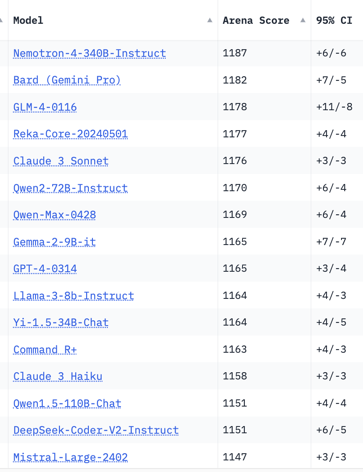 Model Arena Score 95% CI
Nemotron-4-340B-Instruct 1187 +6/-6
Bard (Gemini Pro) 1182 +7/-5
GLM-4-0116 1178 +11/-8
Reka-Core-20240501 1177 +4/-4
Claude 3 Sonnet 1176 +3/-3
Qwen2-72B-Instruct 1170 +6/-4
Qwen-Max-0428 1169 +6/-4
Gemma-2-9B-it 1165 +7/-7
GPT-4-0314 1165 +3/-4
Llama-3-8b-Instruct 1164 +4/-3
Yi-1.5-34B-Chat 1164 +4/-5
Command R+ 1163 +4/-3
Claude 3 Haiku 1158 +3/-3
Qwen1.5-110B-Chat 1151 +4/-4
DeepSeek-Coder-V2-Instruct 1151 +6/-5
Mistral-Large-2402 1147 +3/-3